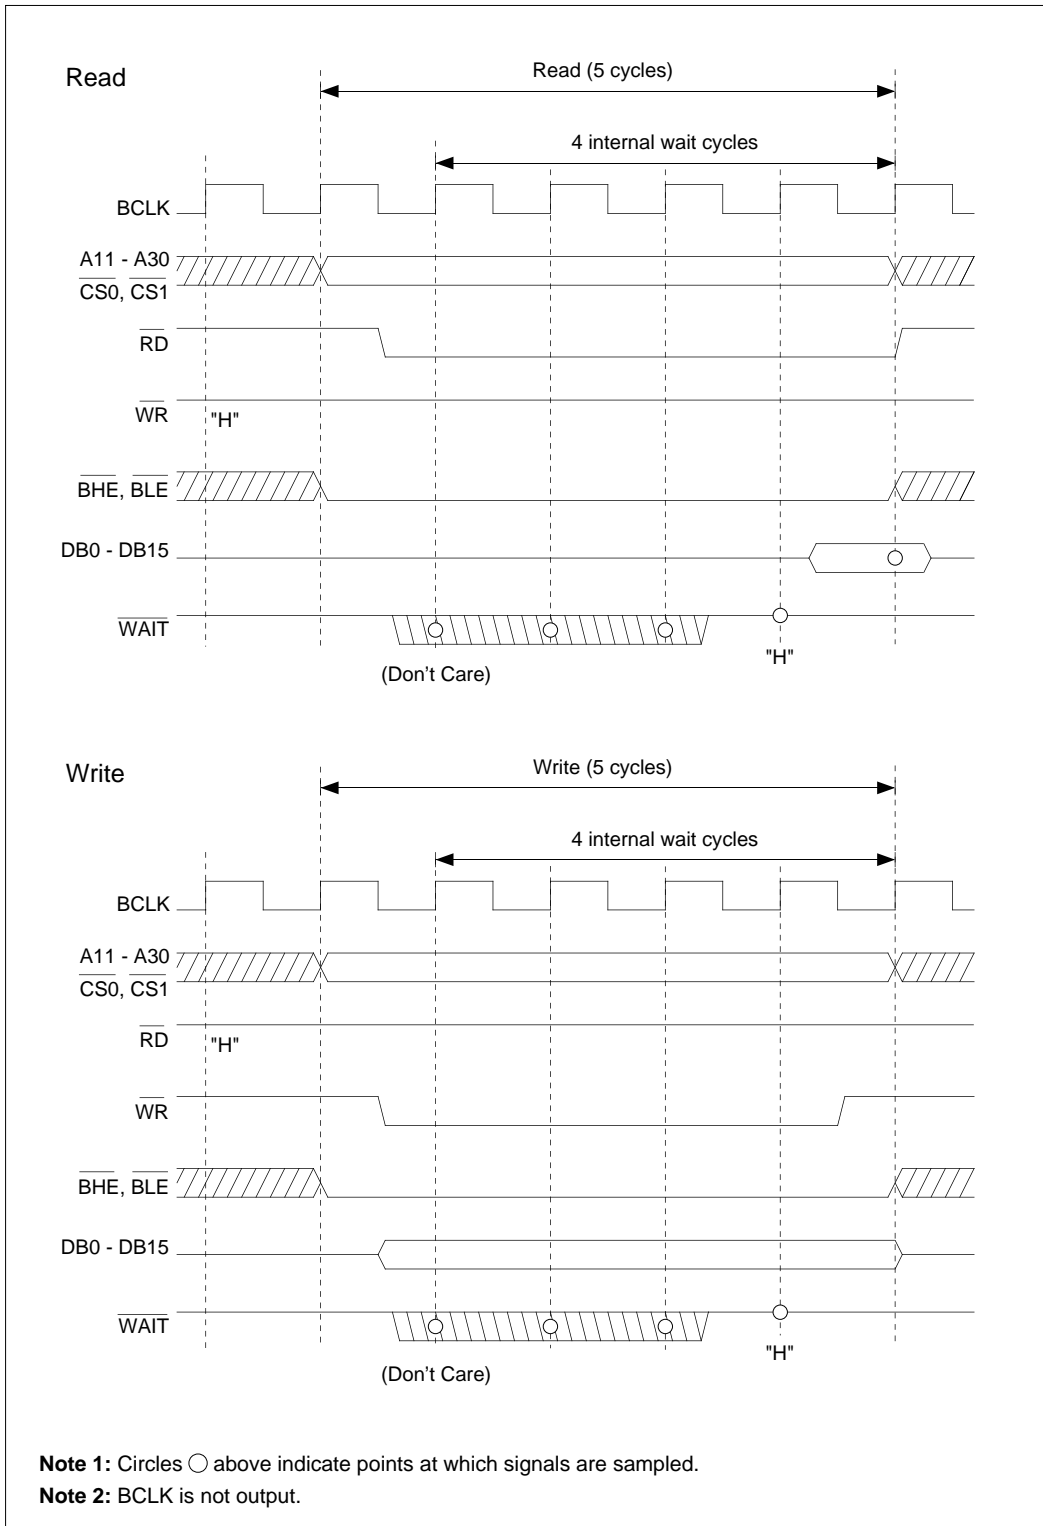 Read
Read (5 cycles)
4 internal wait cycles
BCLK
A11 - A30
CS0, CS1
RD
WR "H"
BHE, BLE
DB0 - DB15
WAIT
"H"
(Don't Care)
Write
Write (5 cycles)
4 internal wait cycles
BCLK
A11 - A30
CS0, CS1
RD "H"
WR
BHE, BLE
DB0 - DB15
WAIT
"H"
(Don't Care)
Note 1: Circles ○ above indicate points at which signals are sampled.
Note 2: BCLK is not output.